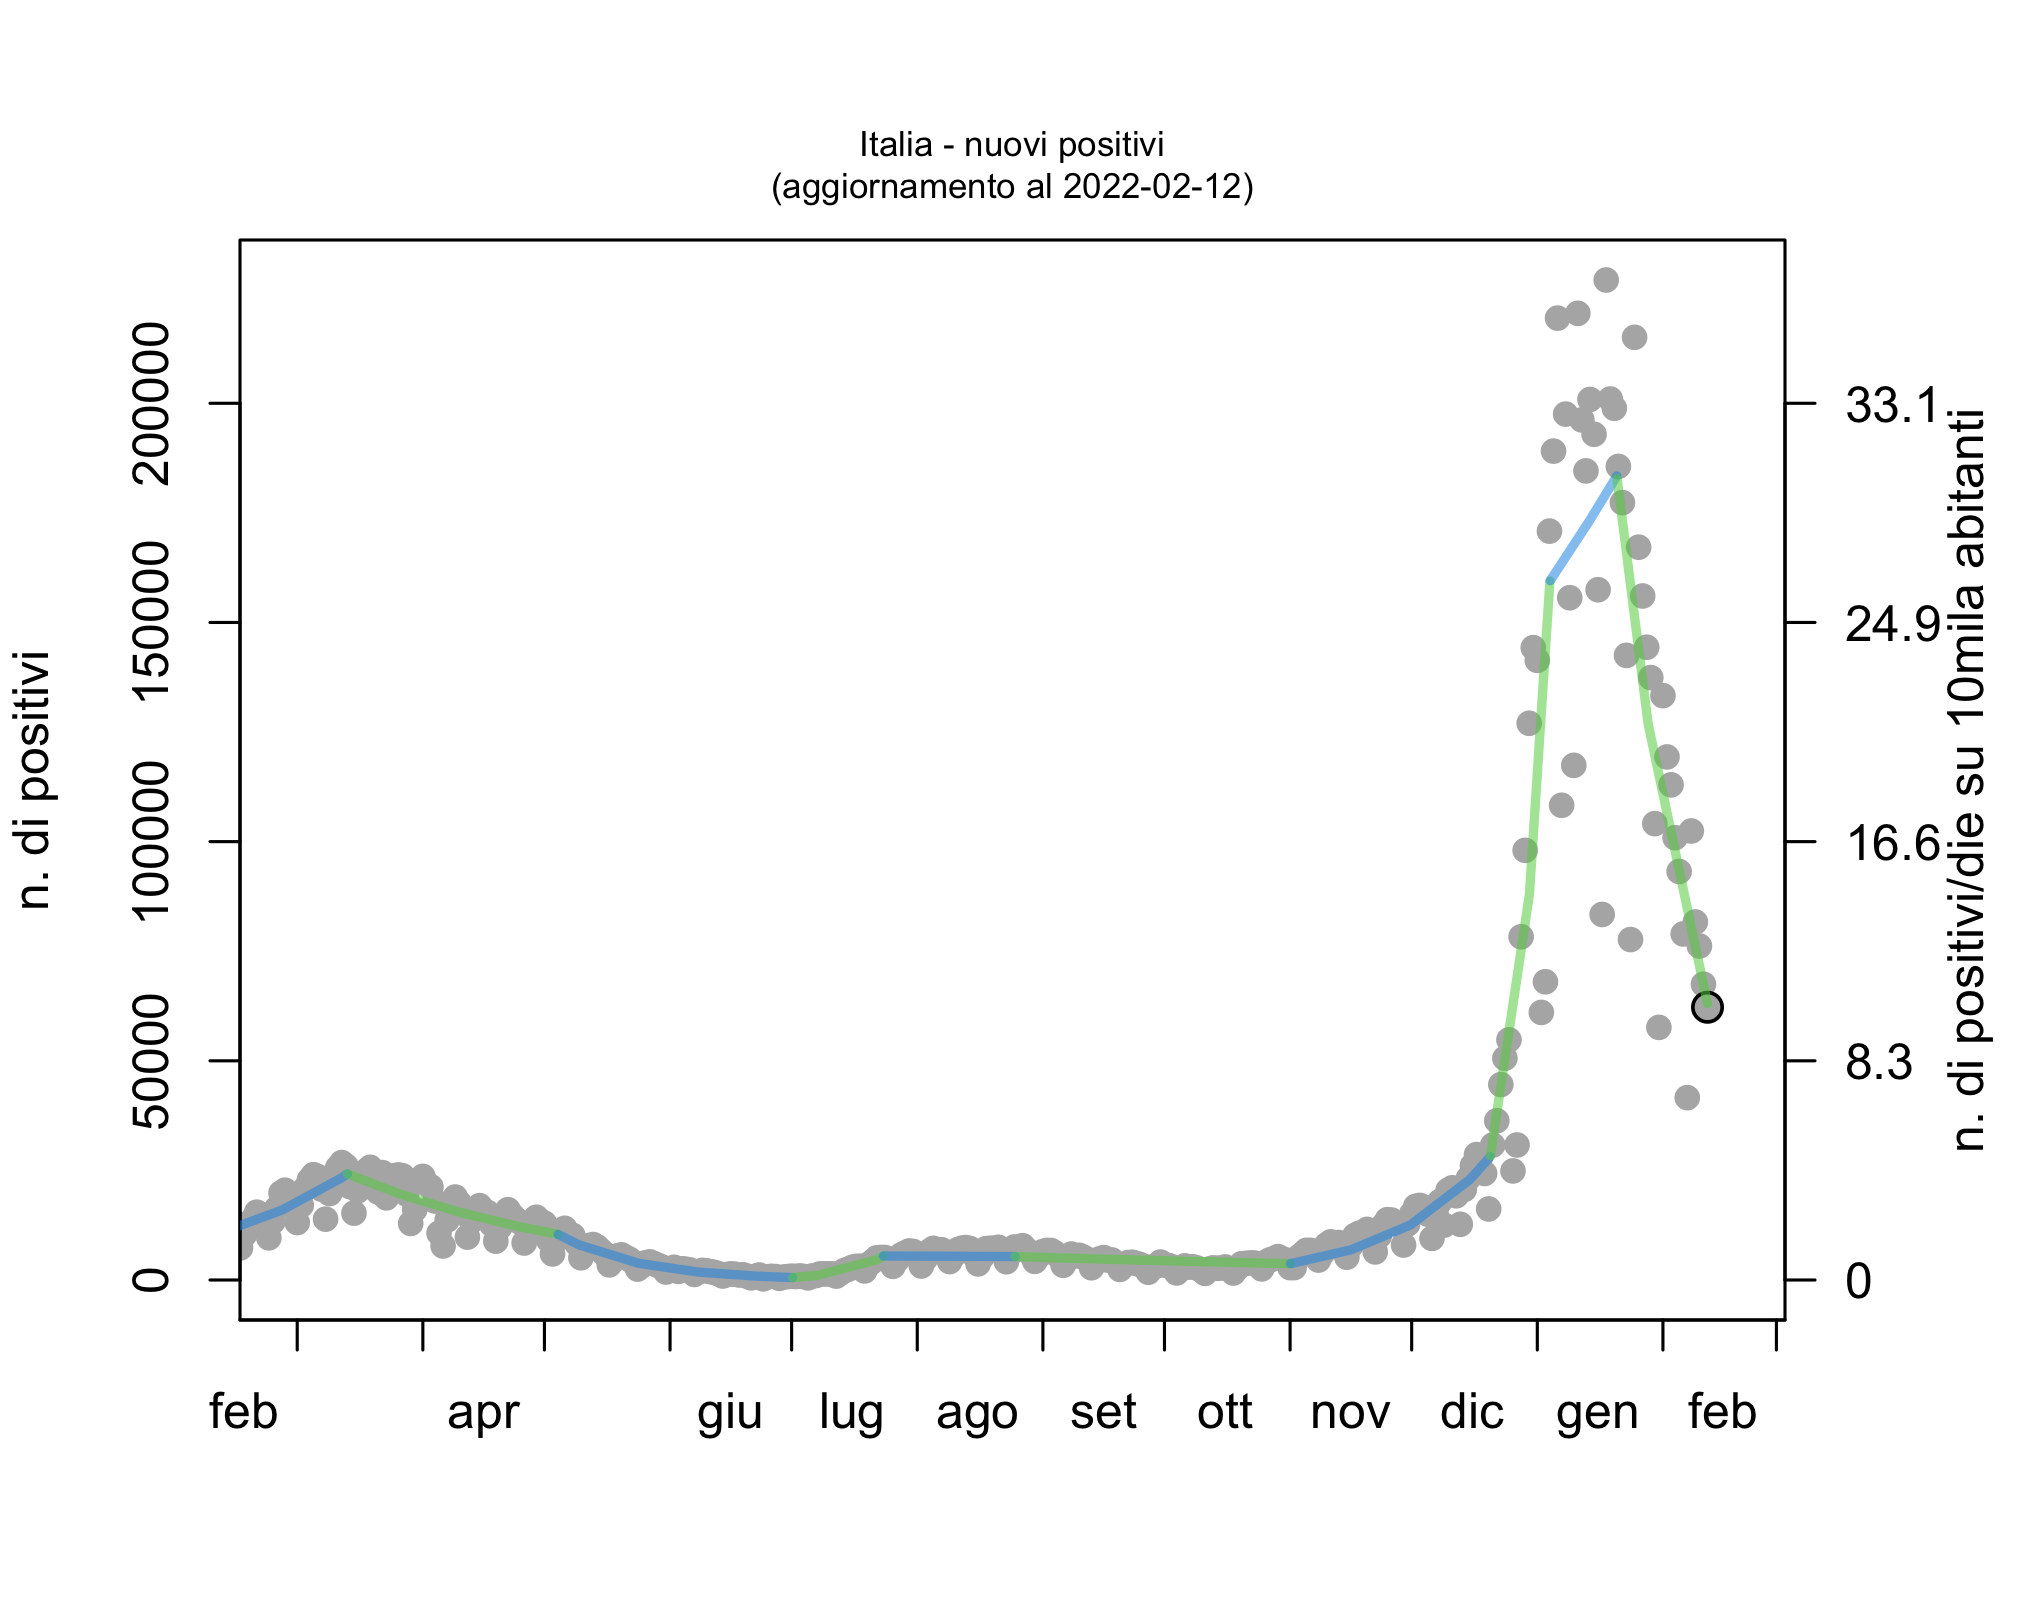 Italia - nuovi positivi
(aggiornamento al 2022-02-12)
n. di positivi
200000
150000
100000
50000
0
33.1
24.9
16.6
8.3
0
n. di positivi/die su 10mila abitanti
feb apr giu lug ago set ott nov dic gen feb